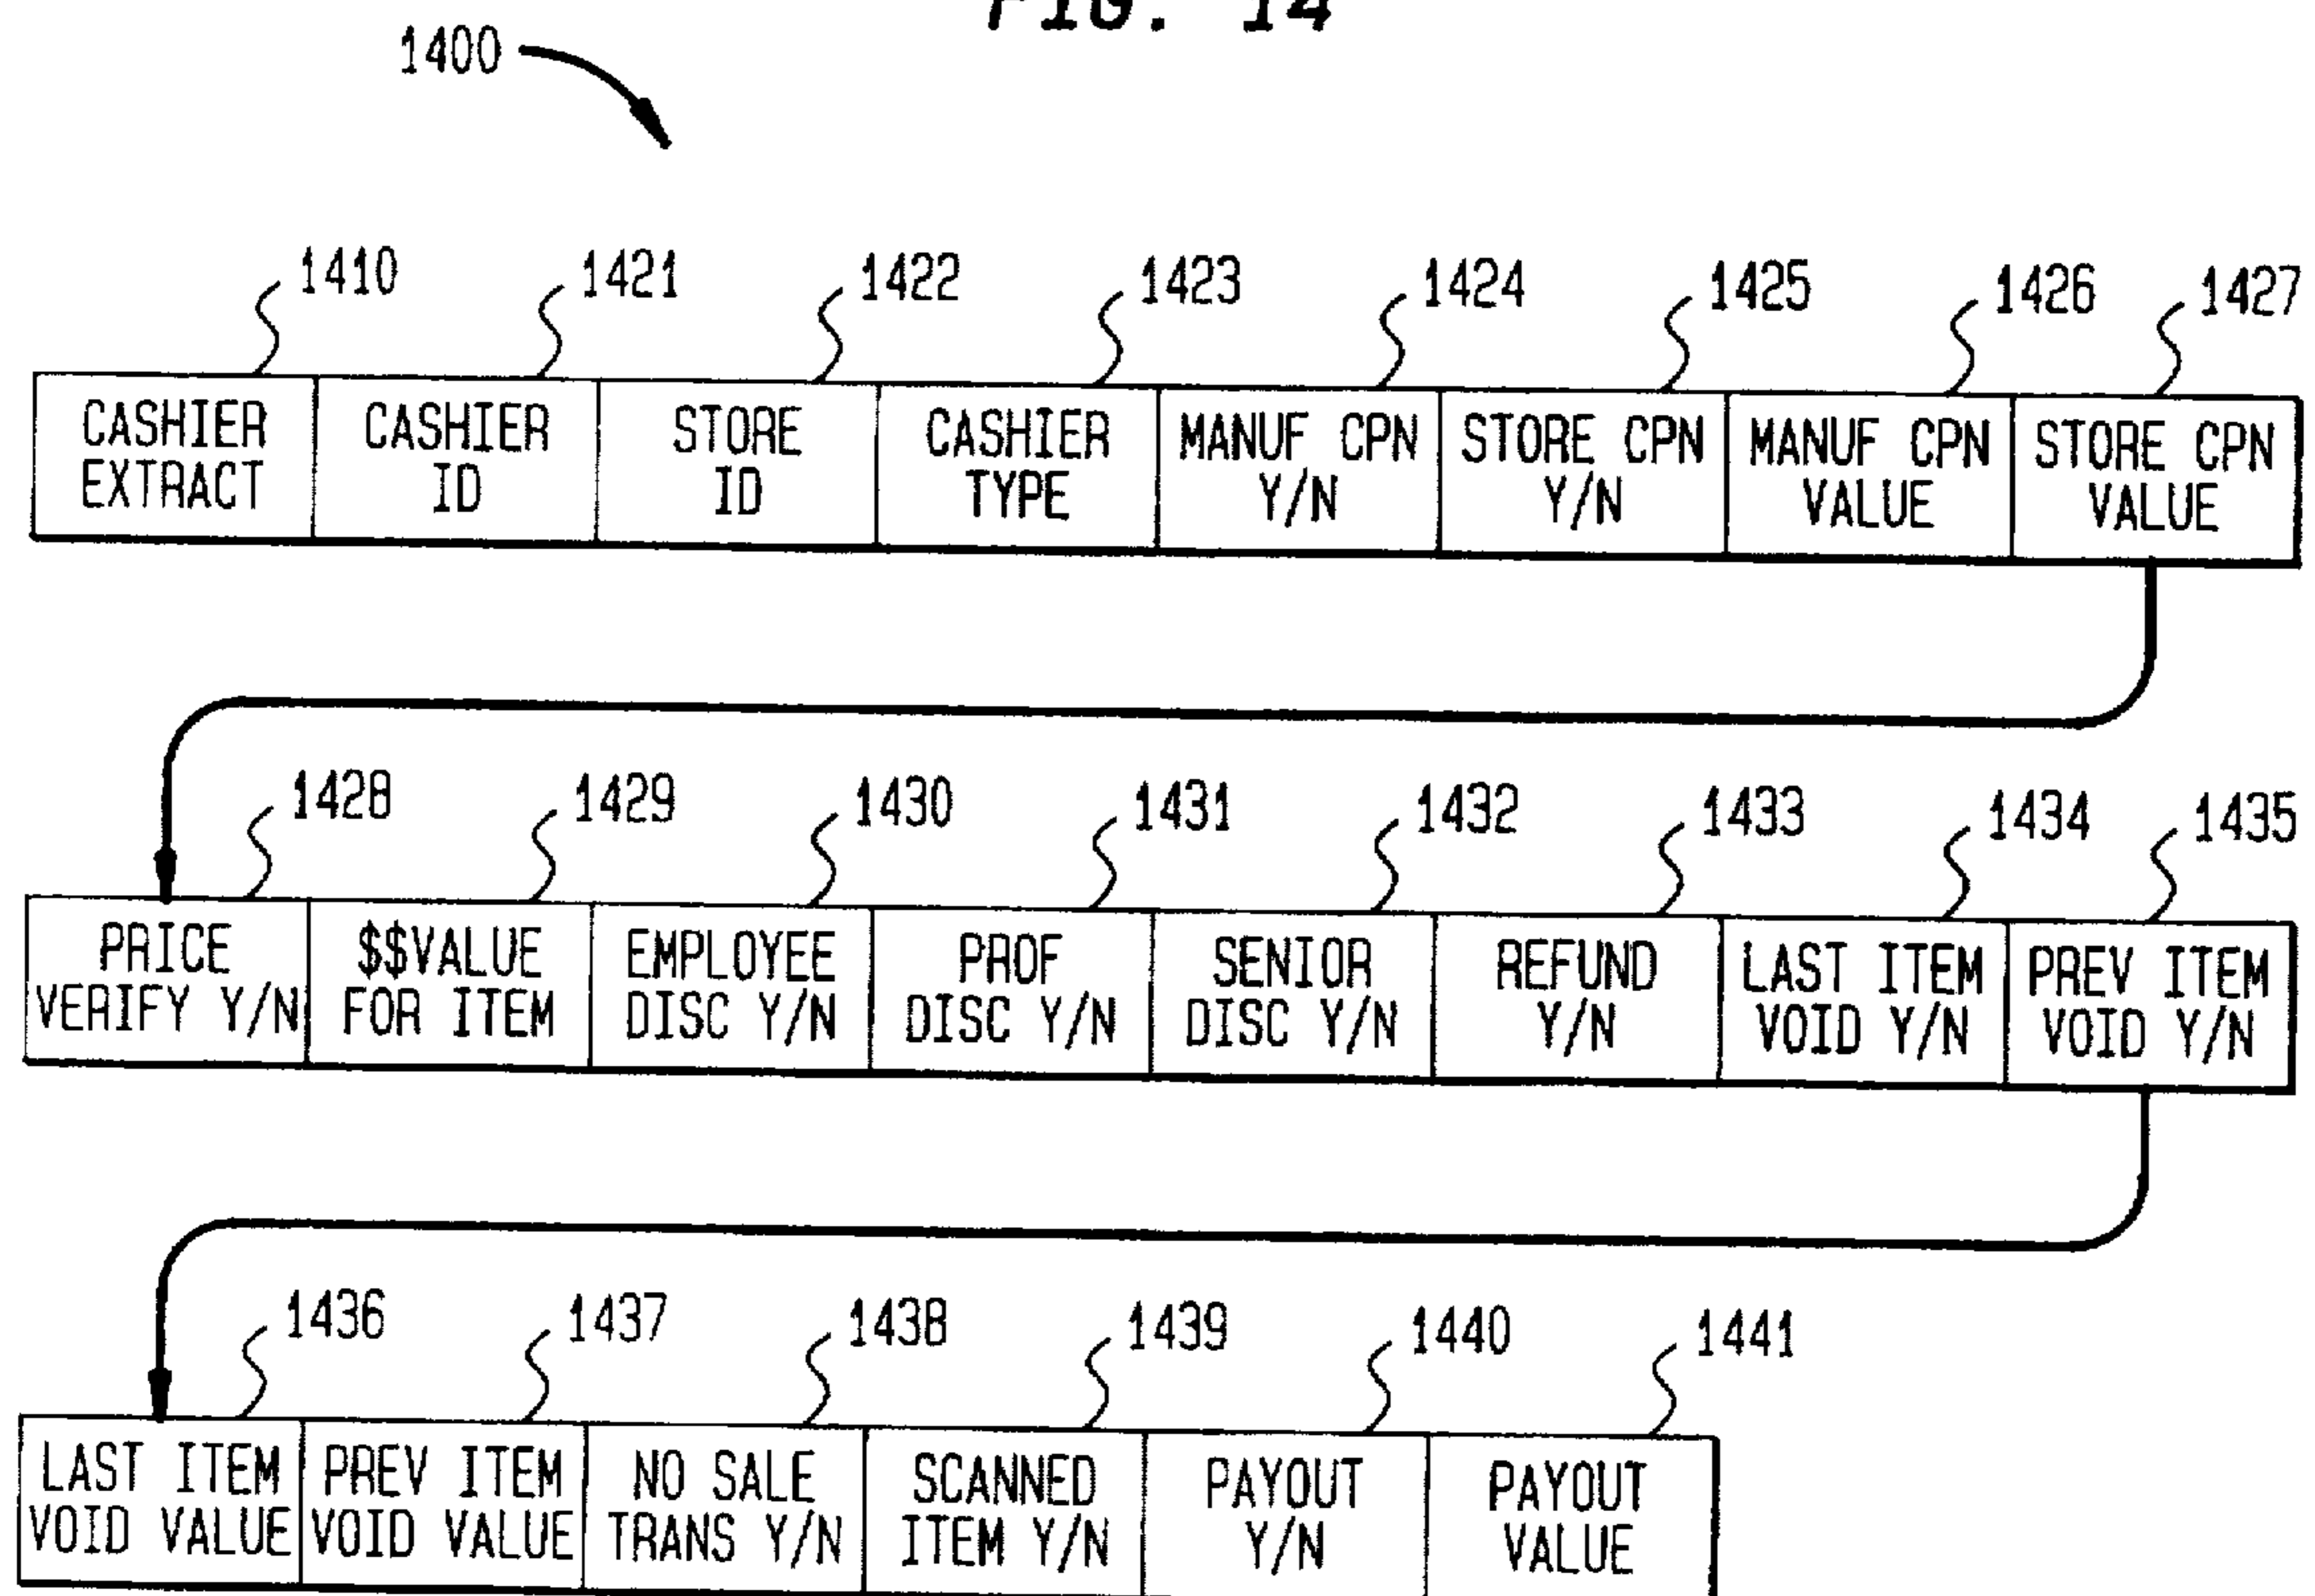 FIG. 14
1400
1410 1421 1422 1423 1424 1425 1426 1427
CASHIER EXTRACT
CASHIER ID
STORE ID
CASHIER TYPE
MANUF CPN Y/N
STORE CPN Y/N
MANUF CPN VALUE
STORE CPN VALUE
1428 1429 1430 1431 1432 1433 1434 1435
PRICE VERIFY Y/N
$$VALUE FOR ITEM
EMPLOYEE DISC Y/N
PROF DISC Y/N
SENIOR DISC Y/N
REFUND Y/N
LAST ITEM VOID Y/N
PREV ITEM VOID Y/N
1436 1437 1438 1439 1440 1441
LAST ITEM VOID VALUE
PREV ITEM VOID VALUE
NO SALE TRANS Y/N
SCANNED ITEM Y/N
PAYOUT Y/N
PAYOUT VALUE